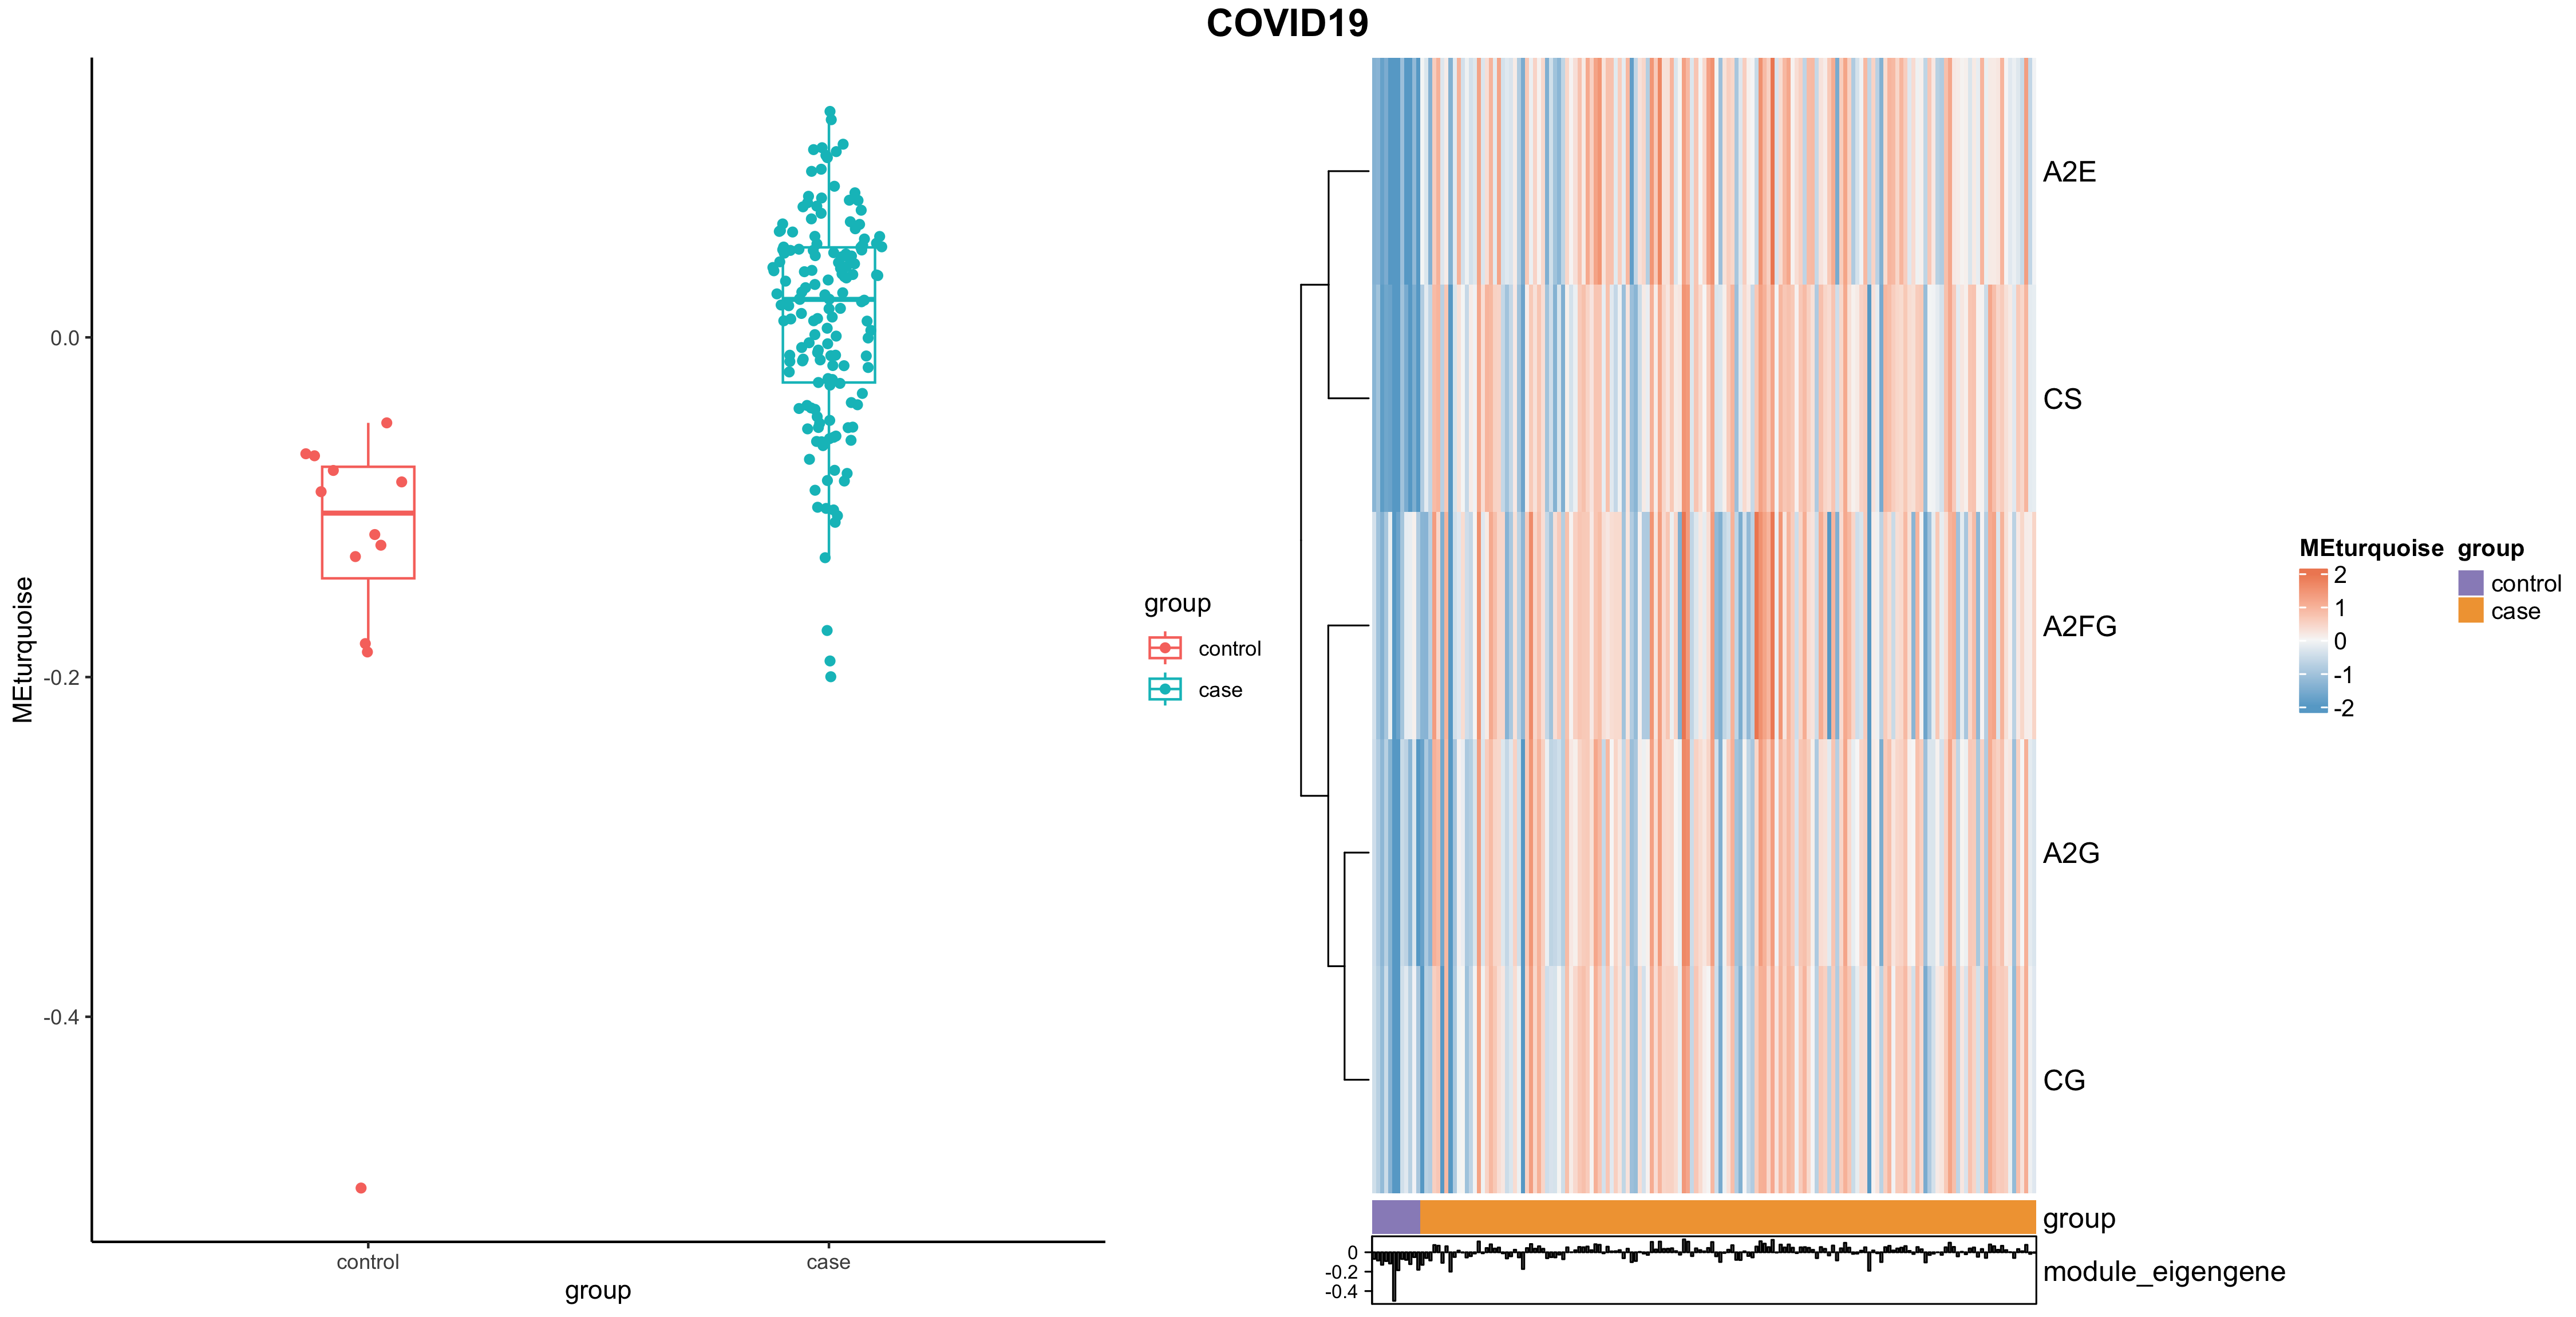 COVID19
MEturquoise
0.0
-0.2
-0.4
control
case
group
group
control
case
A2E
CS
A2FG
A2G
CG
group
module_eigengene
0
-0.2
-0.4
MEturquoise
2
1
0
-1
-2
group
control
case